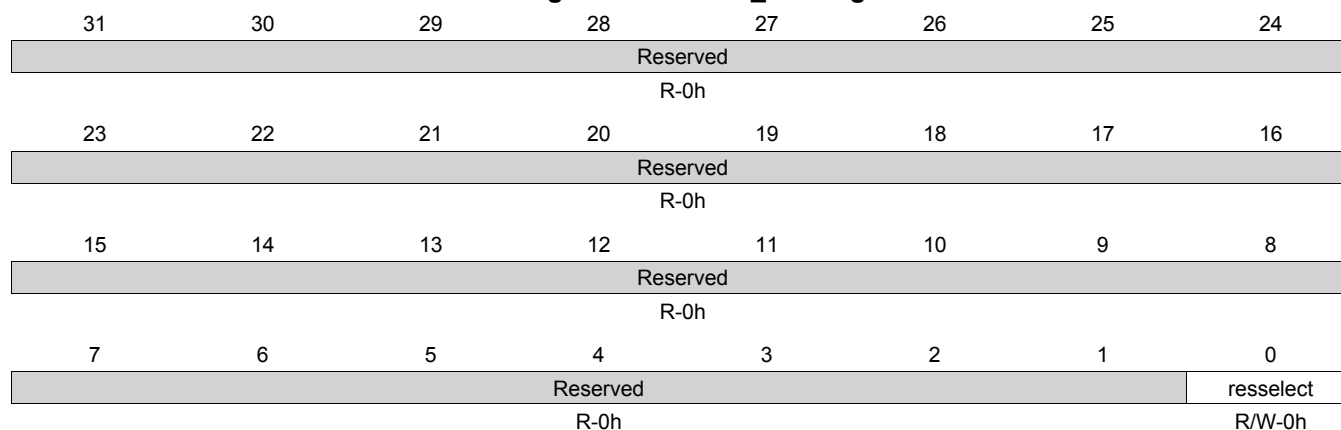 31 30 29 28 27 26 25 24
Reserved
R-0h
23 22 21 20 19 18 17 16
Reserved
R-0h
15 14 13 12 11 10 9 8
Reserved
R-0h
7 6 5 4 3 2 1 0
Reserved resselect
R-0h R/W-0h